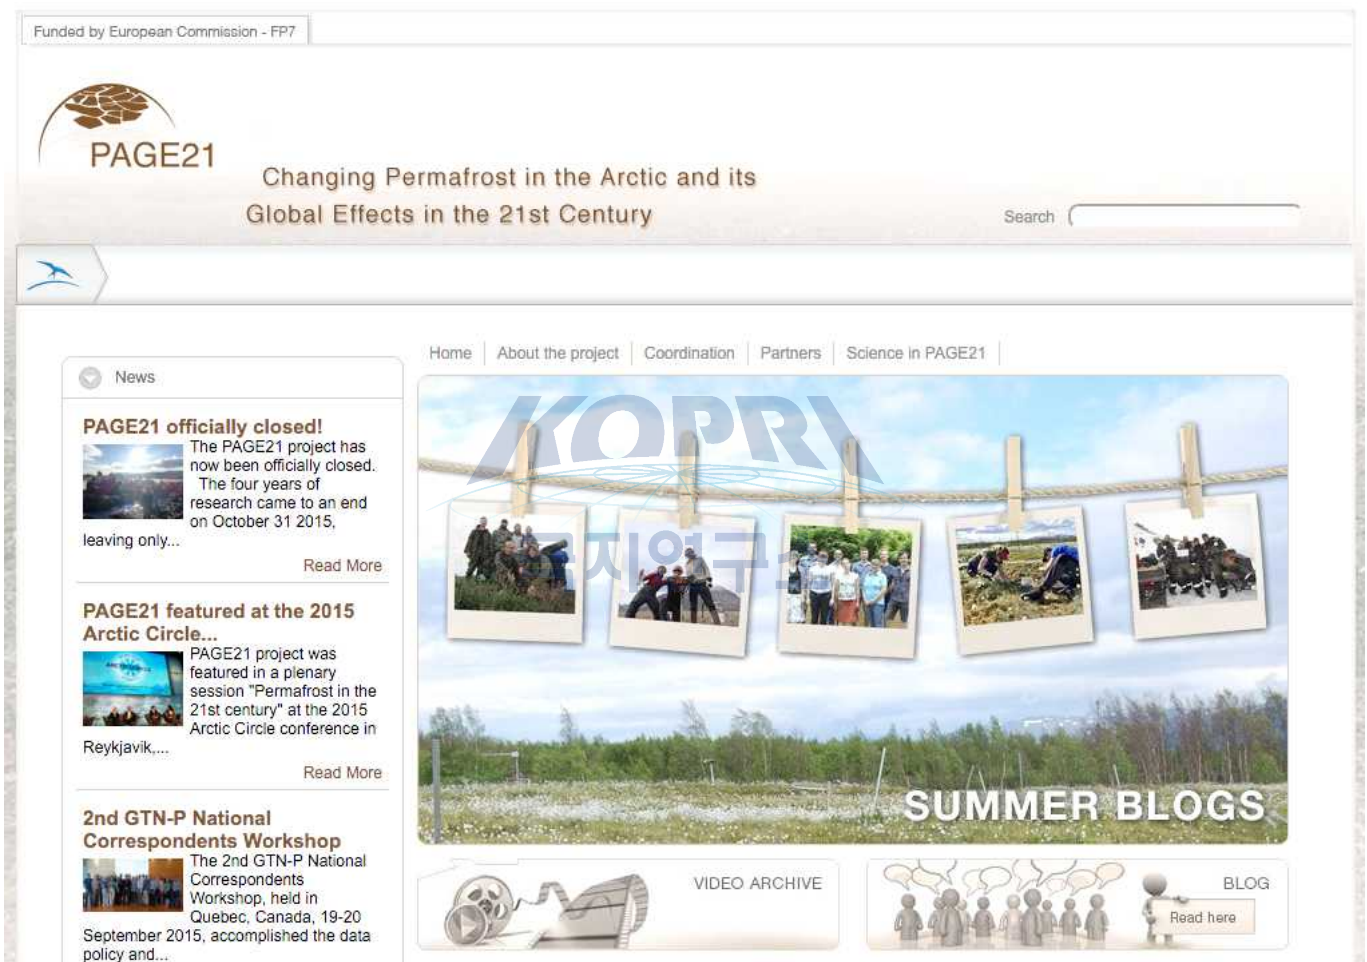 Funded by European Commission - FP7
PAGE21
Changing Permafrost in the Arctic and its
Global Effects in the 21st Century
Search
Home
About the project
Coordination
Partners
Science in PAGE21
News
PAGE21 officially closed!
The PAGE21 project has
now been officially closed.
The four years of
research came to an end
on October 31 2015,
leaving only...
Read More
PAGE21 featured at the 2015
Arctic Circle...
PAGE21 project was
featured in a plenary
session "Permafrost in the
21st century" at the 2015
Arctic Circle conference in
Reykjavik,...
Read More
2nd GTN-P National
Correspondents Workshop
The 2nd GTN-P National
Correspondents
Workshop, held in
Quebec, Canada, 19-20
September 2015, accomplished the data
policy and...
KOPRI
극지연구소
SUMMER BLOGS
VIDEO ARCHIVE
BLOG
Read here